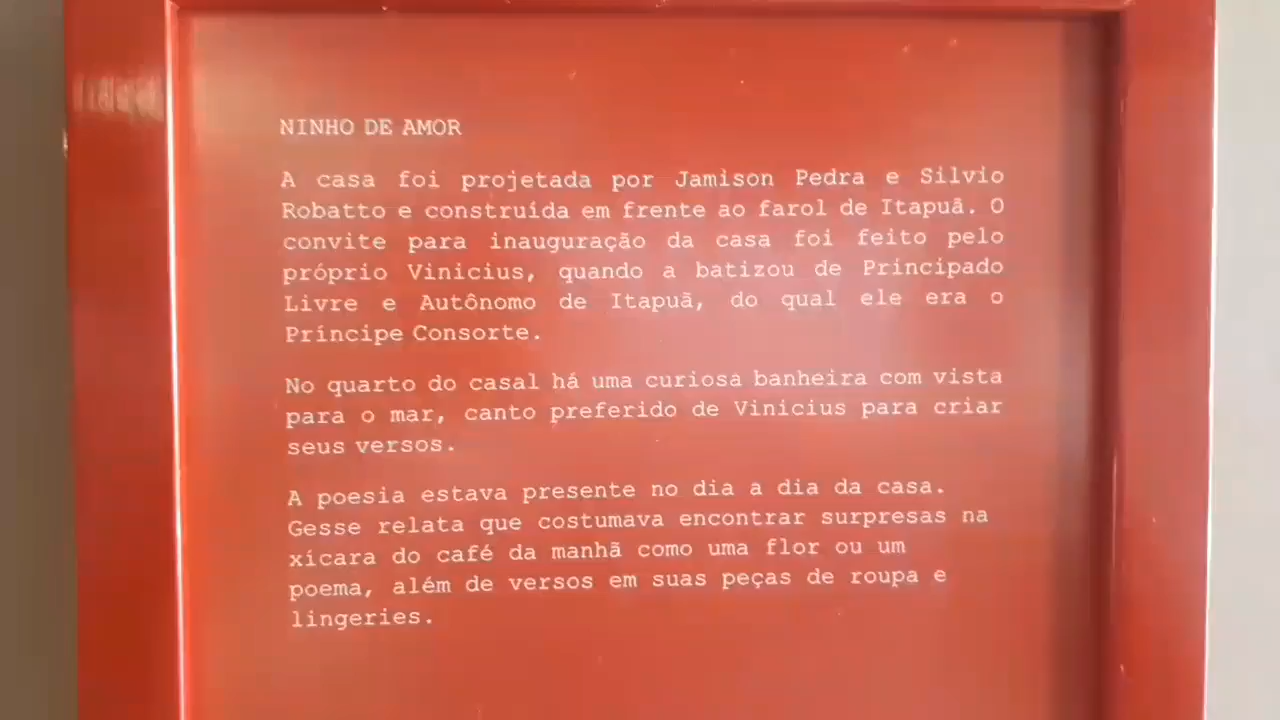 NINHO DE AMOR
A casa foi projetada por Jamison Pedra e Silvio
Robatto e construída em frente ao farol de Itapuã. O
convite para inauguração da casa foi feito pelo
próprio Vinicius, quando a batizou de Principado
Livre e Autônomo de Itapuã, do qual ele era o
Príncipe Consorte.
No quarto do casal há uma curiosa banheira com vista
para o mar, canto preferido de Vinicius para criar
seus versos.
A poesia estava presente no dia a dia da casa.
Gesse relata que costumava encontrar surpresas na
xícara do café da manhã como uma flor ou um
poema, além de versos em suas peças de roupa e
lingeries.